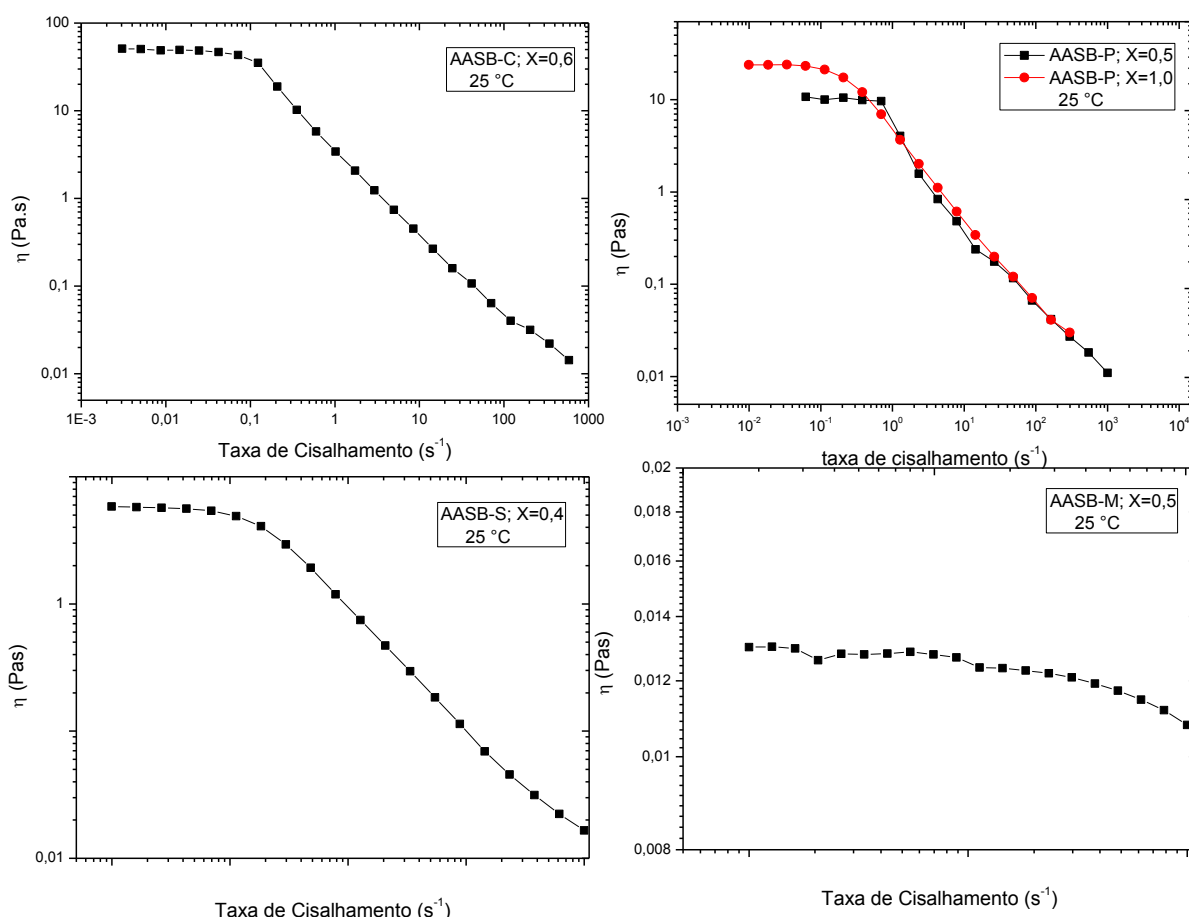 100
10
1
0,1
0,01
η (Pa.s)
AASB-C; X=0,6
25 °C
1E-3 0,01 0,1 1 10 100 1000
Taxa de Cisalhamento (s⁻¹)
10
1
0,1
0,01
η (Pas)
AASB-P; X=0,5
AASB-P; X=1,0
25 °C
10⁻³ 10⁻² 10⁻¹ 10⁰ 10¹ 10² 10³ 10⁴
taxa de cisalhamento (s⁻¹)
1
0,01
η (Pas)
AASB-S; X=0,4
25 °C
Taxa de Cisalhamento (s⁻¹)
0,02
0,018
0,016
0,014
0,012
0,01
0,008
η (Pas)
AASB-M; X=0,5
25 °C
Taxa de Cisalhamento (s⁻¹)